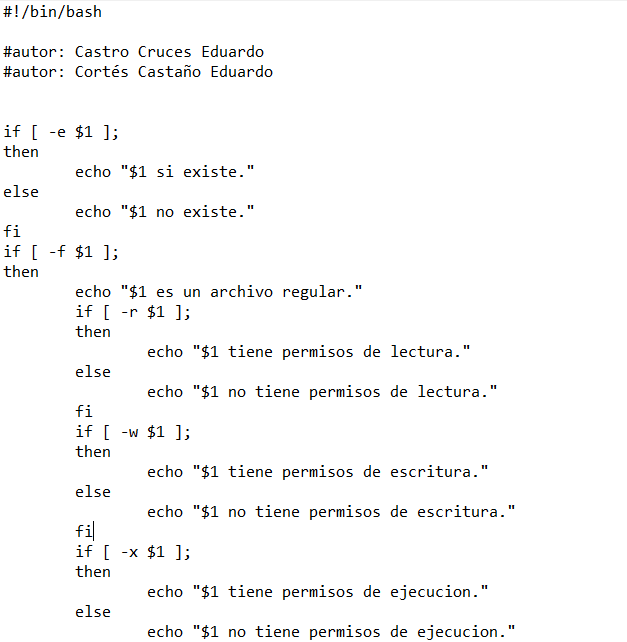 #!/bin/bash
#autor: Castro Cruces Eduardo
#autor: Cortés Castaño Eduardo
if [ -e $1 ];
then
echo "$1 si existe."
else
echo "$1 no existe."
fi
if [ -f $1 ];
then
echo "$1 es un archivo regular."
if [ -r $1 ];
then
echo "$1 tiene permisos de lectura."
else
echo "$1 no tiene permisos de lectura."
fi
if [ -w $1 ];
then
echo "$1 tiene permisos de escritura."
else
echo "$1 no tiene permisos de escritura."
fi
if [ -x $1 ];
then
echo "$1 tiene permisos de ejecucion."
else
echo "$1 no tiene permisos de ejecucion."